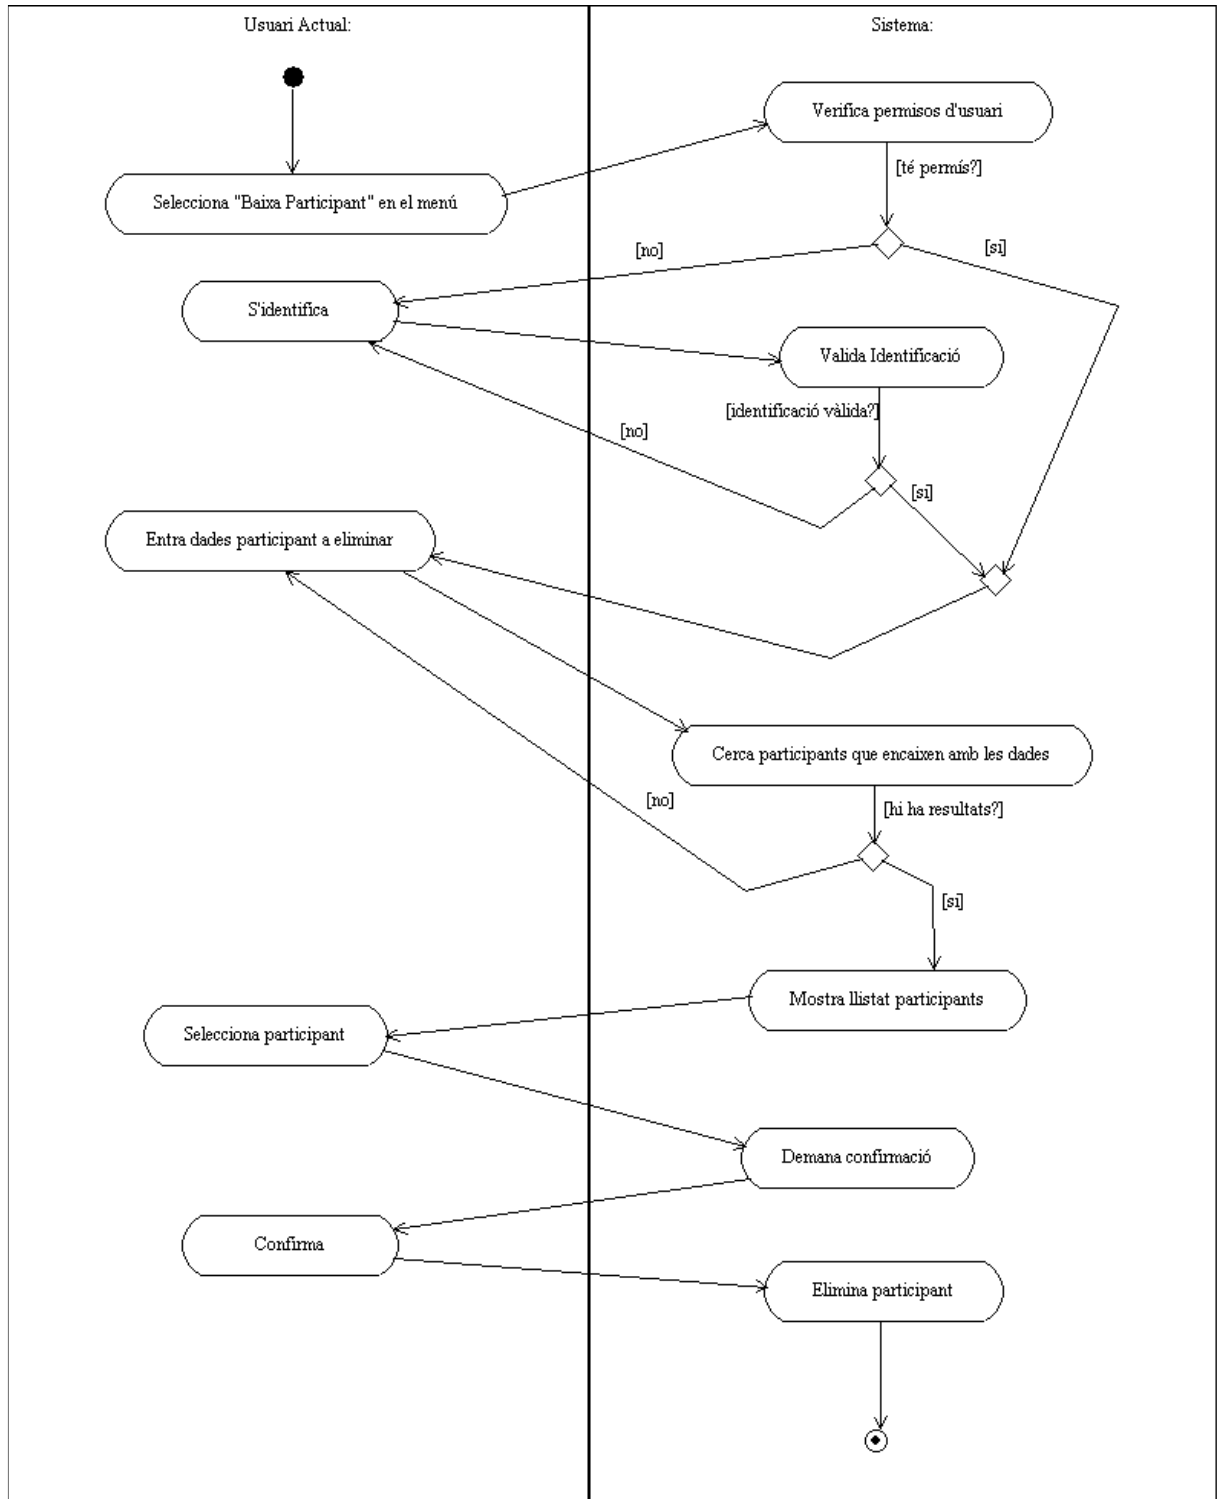 Usuari Actual:
Sistema:
Verifica permisos d'usuari
[té permís?]
Selecciona "Baixa Participant" en el menú
[no]
[si]
S'identifica
Valida Identificació
[identificació vàlida?]
[no]
[si]
Entra dades participant a eliminar
Cerca participants que encaixen amb les dades
[no]
[hi ha resultats?]
[si]
Mostra llistat participants
Selecciona participant
Demana confirmació
Confirma
Elimina participant